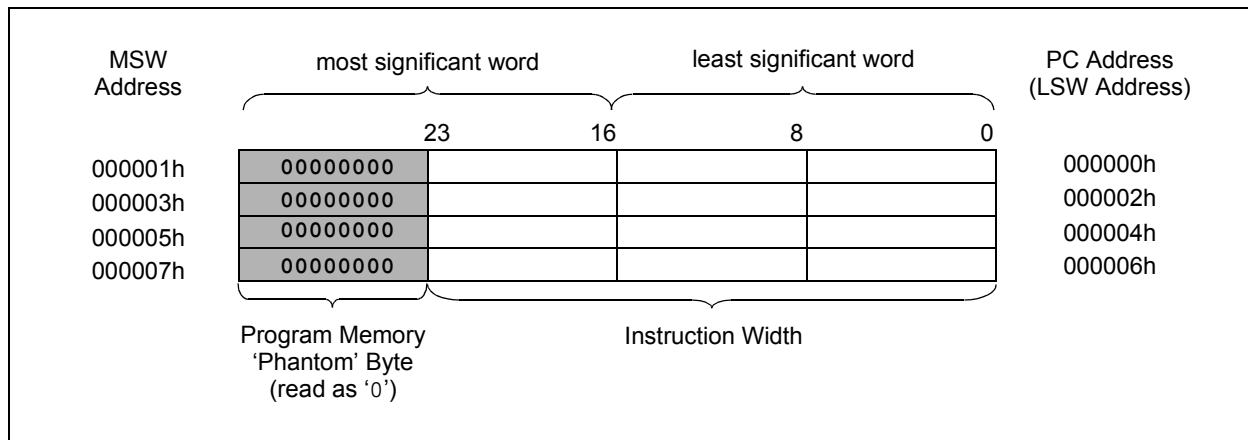 MSW
Address
most significant word
least significant word
PC Address
(LSW Address)
23 16 8 0
000001h 00000000 000000h
000003h 00000000 000002h
000005h 00000000 000004h
000007h 00000000 000006h
Program Memory
‘Phantom’ Byte
(read as ‘0’)
Instruction Width